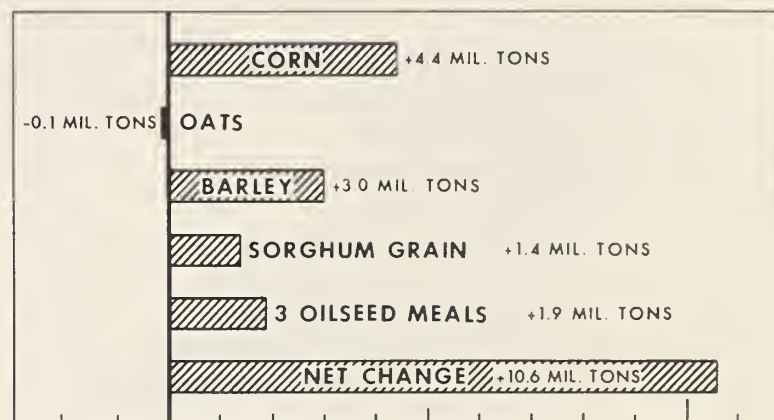 CORN +4.4 MIL. TONS
-0.1 MIL. TONS OATS
BARLEY +3.0 MIL. TONS
SORGHUM GRAIN +1.4 MIL. TONS
3 OILSEED MEALS +1.9 MIL. TONS
NET CHANGE +10.6 MIL. TONS